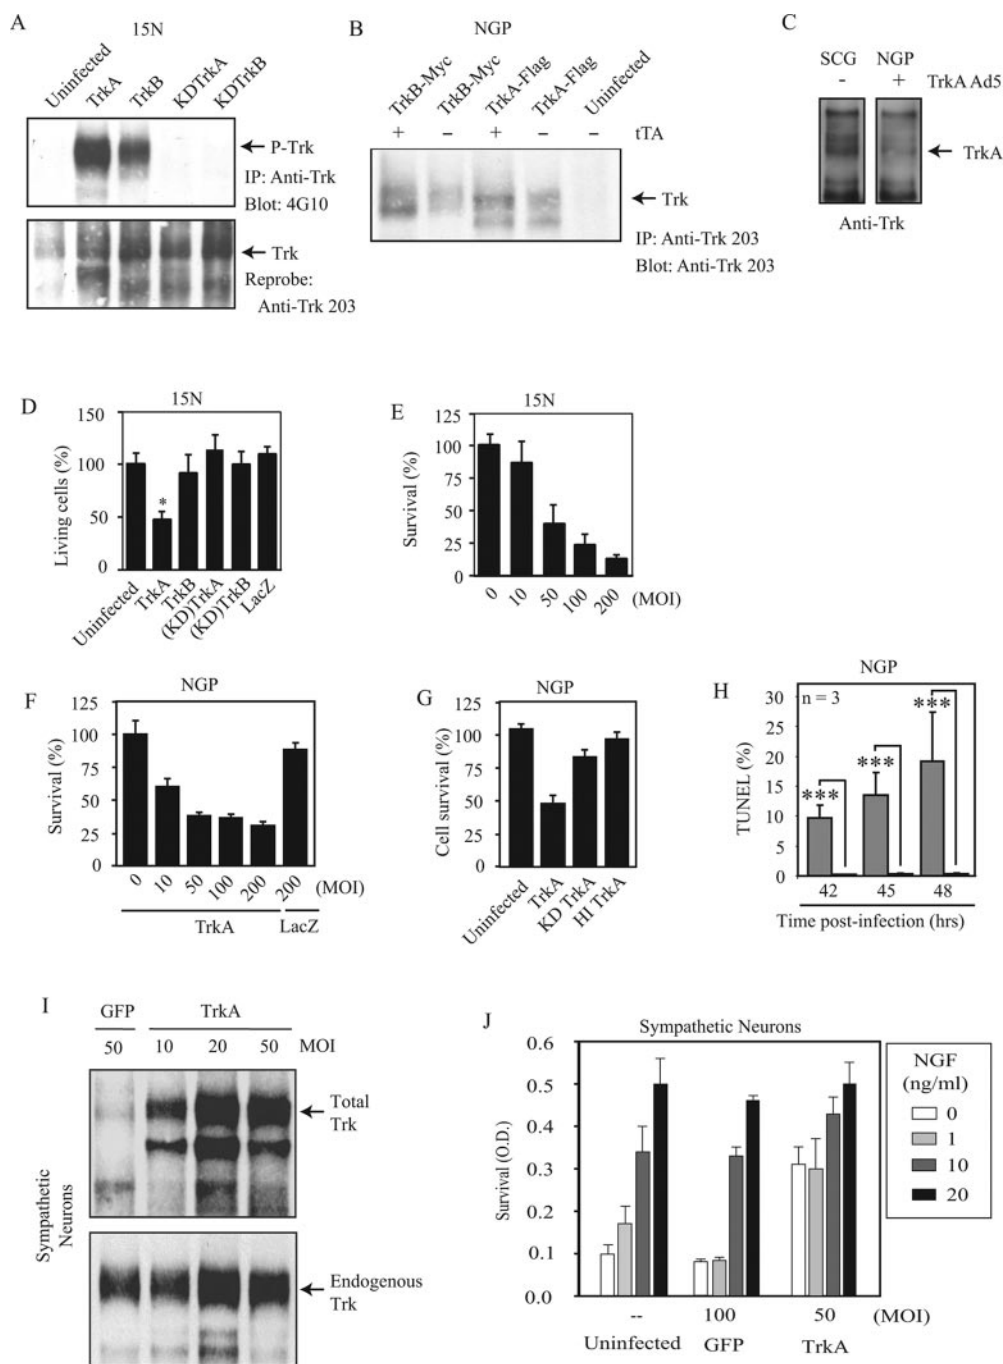 A
15N
Uninfected
TrkA
TrkB
KDTrkA
KDTrkB
P-Trk
IP: Anti-Trk
Blot: 4G10
Trk
Reprobe:
Anti-Trk 203
B
NGP
TrkB-Myc
TrkB-Myc
TrkA-Flag
TrkA-Flag
Uninfected
+ − + − − tTA
Trk
IP: Anti-Trk 203
Blot: Anti-Trk 203
C
SCG NGP
- + TrkA Ad5
TrkA
Anti-Trk
D
15N
Living cells (%)
150
100
50
0
*
Uninfected
TrkA
TrkB
(KD)TrkA
(KD)TrkB
LacZ
E
15N
Survival (%)
125
100
75
50
25
0
0 10 50 100 200 (MOI)
F
NGP
Survival (%)
125
100
75
50
25
0
0 10 50 100 200 200 (MOI)
TrkA LacZ
G
NGP
Cell survival (%)
125
100
75
50
25
0
Uninfected
TrkA
KD TrkA
HI TrkA
H
NGP
n = 3
TUNEL (%)
30
25
20
15
10
5
0
*** *** ***
42 45 48
Time post-infection (hrs)
I
GFP TrkA
50 10 20 50 MOI
Total
Trk
Sympathetic
Neurons
Endogenous
Trk
J
Sympathetic Neurons
Survival (O.D.)
0.6
0.5
0.4
0.3
0.2
0.1
0.0
-- 100 50 (MOI)
Uninfected GFP TrkA
NGF
(ng/ml)
0
1
10
20